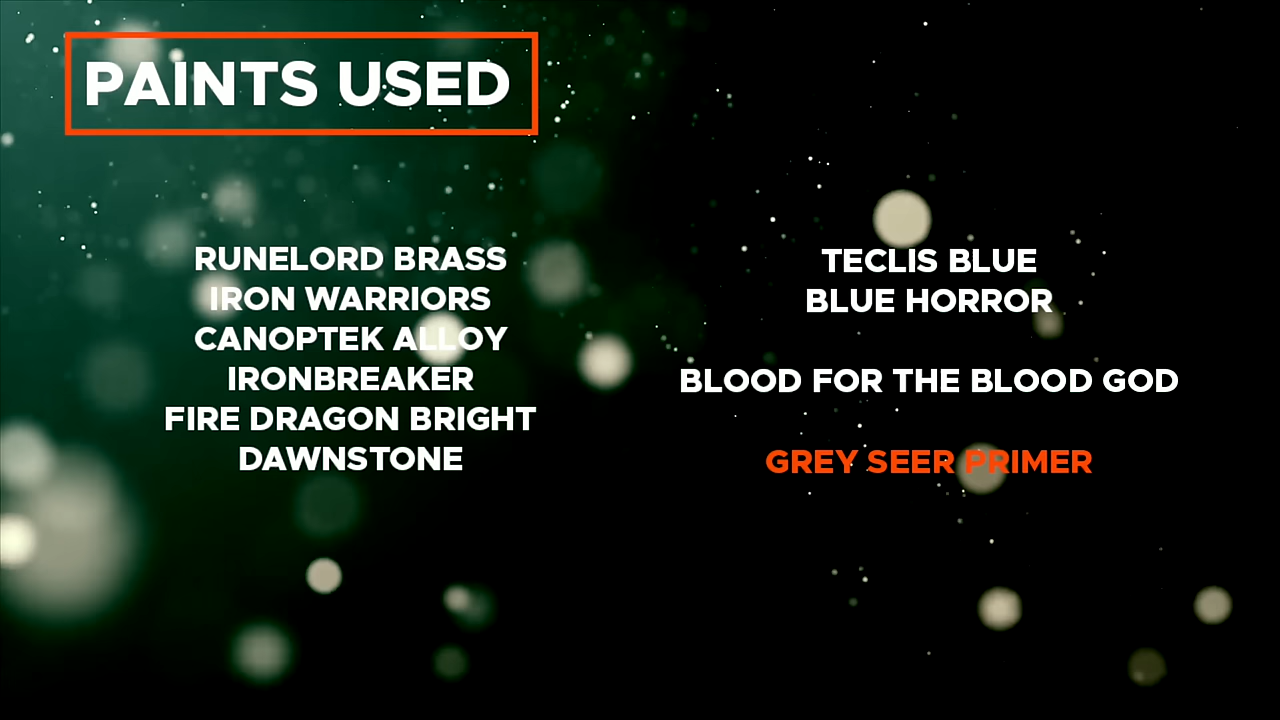 PAINTS USED
RUNELORD BRASS
IRON WARRIORS
CANOPTEK ALLOY
IRONBREAKER
FIRE DRAGON BRIGHT
DAWNSTONE
TECLIS BLUE
BLUE HORROR
BLOOD FOR THE BLOOD GOD
GREY SEER PRIMER